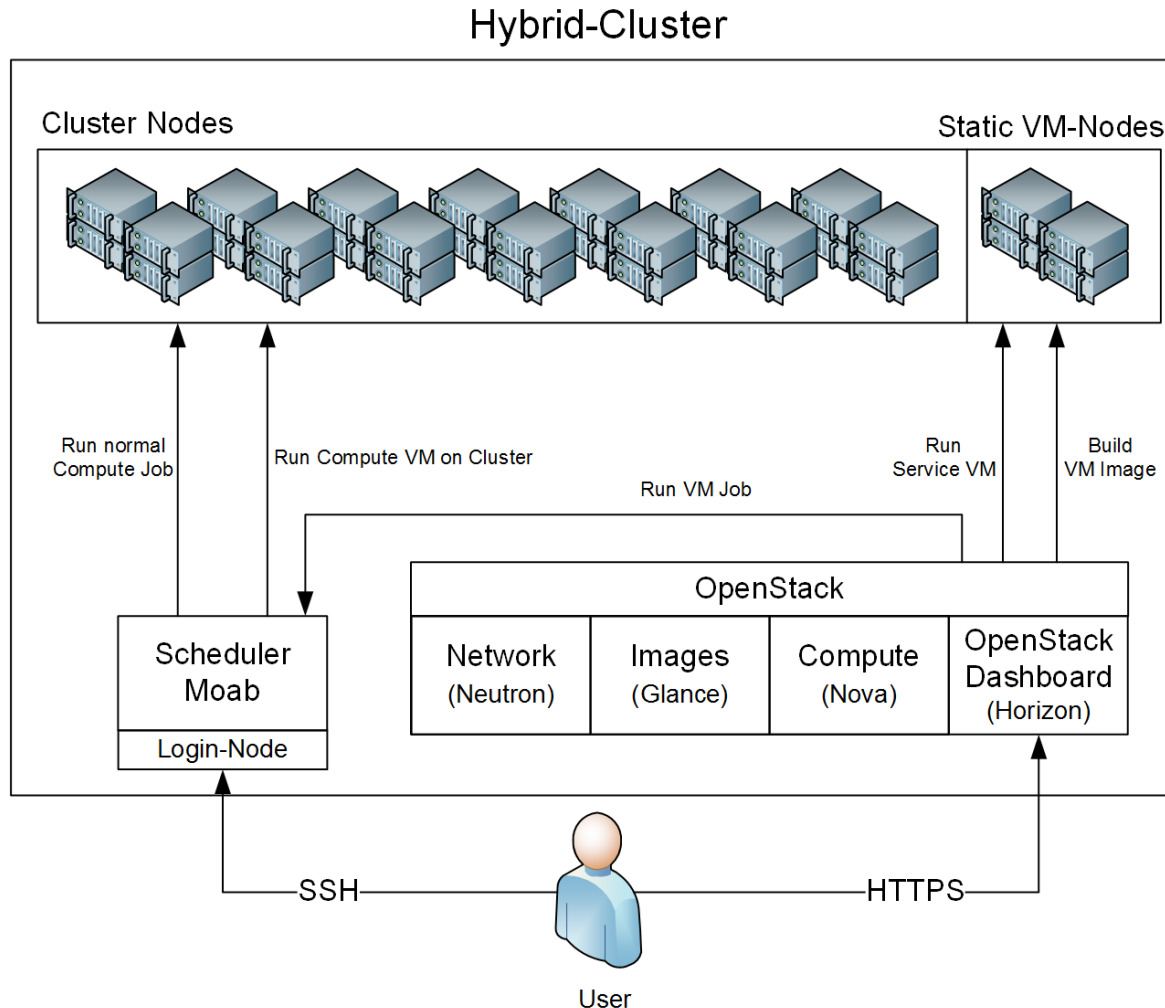 Hybrid-Cluster
Cluster Nodes
Static VM-Nodes
Run normal
Compute Job
Run Compute VM on Cluster
Run
Service VM
Build
VM Image
Run VM Job
OpenStack
Scheduler
Moab
Login-Node
Network
(Neutron)
Images
(Glance)
Compute
(Nova)
OpenStack
Dashboard
(Horizon)
SSH
HTTPS
User